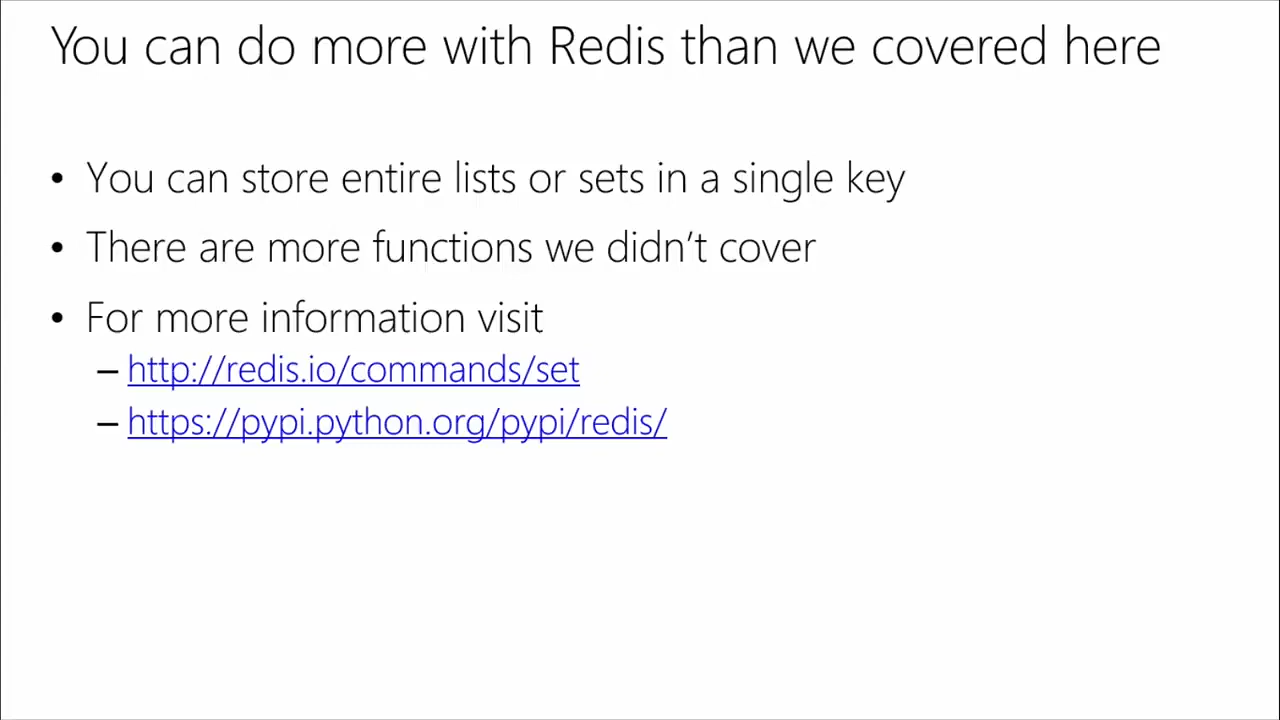 You can do more with Redis than we covered here
• You can store entire lists or sets in a single key
• There are more functions we didn’t cover
• For more information visit
– http://redis.io/commands/set
– https://pypi.python.org/pypi/redis/